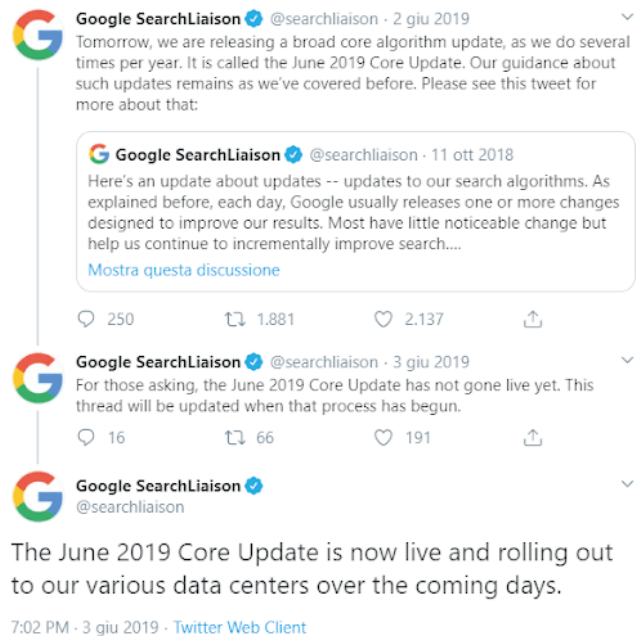 Google SearchLiaison @searchliaison · 2 giu 2019
Tomorrow, we are releasing a broad core algorithm update, as we do several
times per year. It is called the June 2019 Core Update. Our guidance about
such updates remains as we've covered before. Please see this tweet for
more about that:
Google SearchLiaison @searchliaison · 11 ott 2018
Here's an update about updates -- updates to our search algorithms. As
explained before, each day, Google usually releases one or more changes
designed to improve our results. Most have little noticeable change but
help us continue to incrementally improve search....
Mostra questa discussione
250 1.881 2.137
Google SearchLiaison @searchliaison · 3 giu 2019
For those asking, the June 2019 Core Update has not gone live yet. This
thread will be updated when that process has begun.
16 66 191
Google SearchLiaison
@searchliaison
The June 2019 Core Update is now live and rolling out
to our various data centers over the coming days.
7:02 PM · 3 giu 2019 · Twitter Web Client